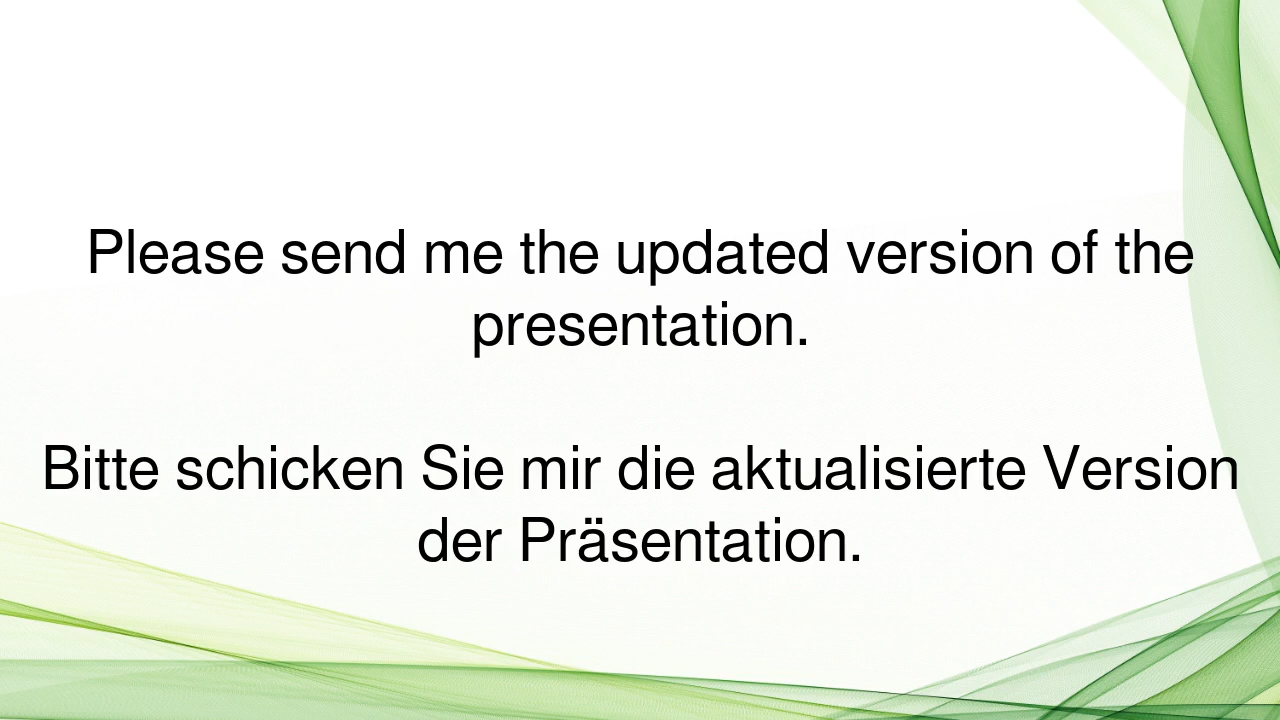 Please send me the updated version of the
presentation.
Bitte schicken Sie mir die aktualisierte Version
der Präsentation.